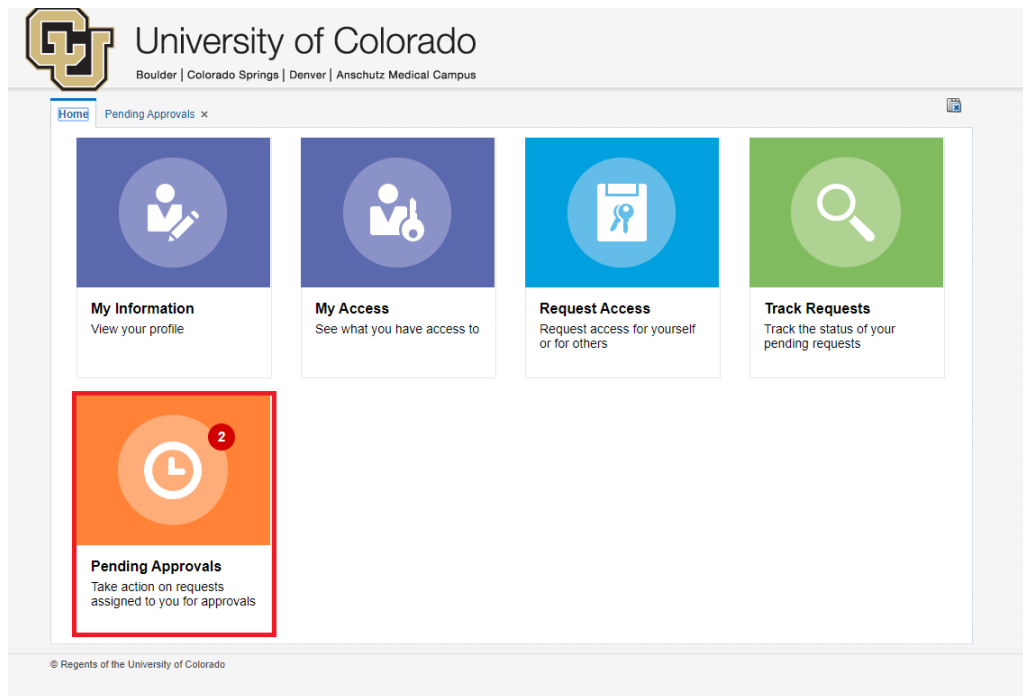 CU
University of Colorado
Boulder | Colorado Springs | Denver | Anschutz Medical Campus
Home
Pending Approvals ×
My Information
View your profile
My Access
See what you have access to
Request Access
Request access for yourself
or for others
Track Requests
Track the status of your
pending requests
2
Pending Approvals
Take action on requests
assigned to you for approvals
© Regents of the University of Colorado